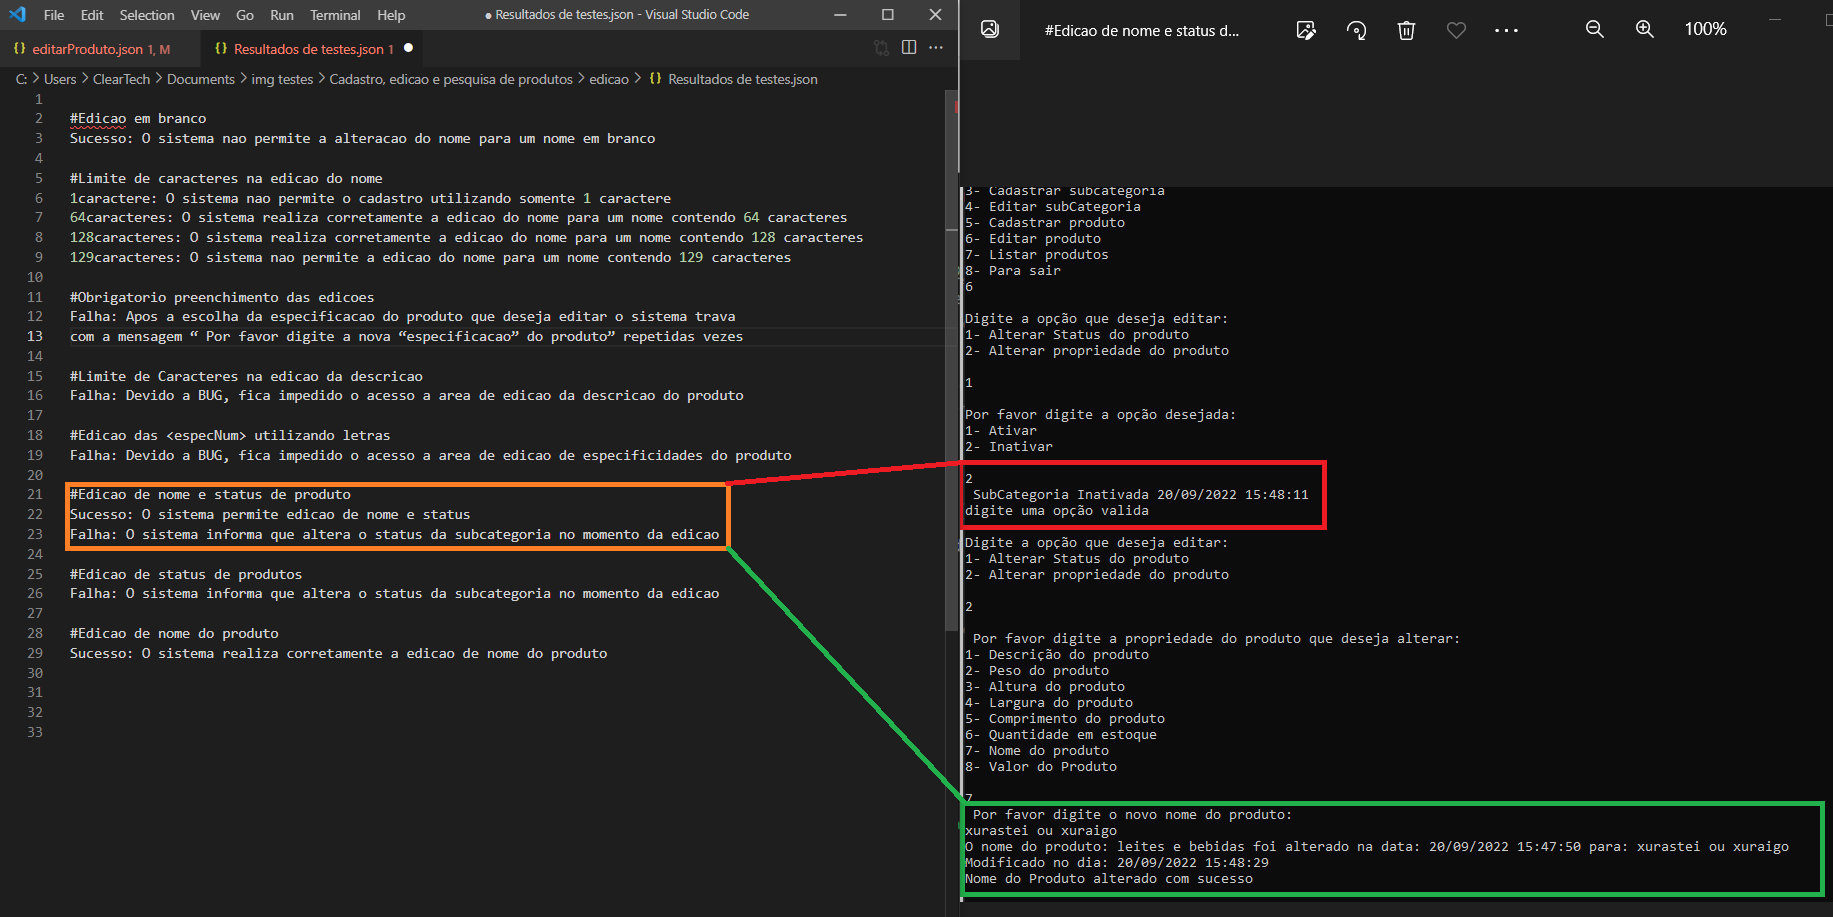 File Edit Selection View Go Run Terminal Help ● Resultados de testes.json - Visual Studio Code
{} editarProduto.json 1, M {} Resultados de testes.json 1 ●
C: > Users > ClearTech > Documents > img testes > Cadastro, edicao e pesquisa de produtos > edicao > {} Resultados de testes.json
1
2 #Edicao em branco
3 Sucesso: O sistema nao permite a alteracao do nome para um nome em branco
4
5 #Limite de caracteres na edicao do nome
6 1caractere: O sistema nao permite o cadastro utilizando somente 1 caractere
7 64caracteres: O sistema realiza corretamente a edicao do nome para um nome contendo 64 caracteres
8 128caracteres: O sistema realiza corretamente a edicao do nome para um nome contendo 128 caracteres
9 129caracteres: O sistema nao permite a edicao do nome para um nome contendo 129 caracteres
10
11 #Obrigatorio preenchimento das edicoes
12 Falha: Apos a escolha da especificacao do produto que deseja editar o sistema trava
13 com a mensagem “ Por favor digite a nova “especificacao” do produto” repetidas vezes
14
15 #Limite de Caracteres na edicao da descricao
16 Falha: Devido a BUG, fica impedido o acesso a area de edicao da descricao do produto
17
18 #Edicao das <especNum> utilizando letras
19 Falha: Devido a BUG, fica impedido o acesso a area de edicao de especificidades do produto
20
21 #Edicao de nome e status de produto
22 Sucesso: O sistema permite edicao de nome e status
23 Falha: O sistema informa que altera o status da subcategoria no momento da edicao
24
25 #Edicao de status de produtos
26 Falha: O sistema informa que altera o status da subcategoria no momento da edicao
27
28 #Edicao de nome do produto
29 Sucesso: O sistema realiza corretamente a edicao de nome do produto
30
31
32
33
#Edicao de nome e status d... 100%
3- Cadastrar subcategoria
4- Editar subCategoria
5- Cadastrar produto
6- Editar produto
7- Listar produtos
8- Para sair
6
Digite a opção que deseja editar:
1- Alterar Status do produto
2- Alterar propriedade do produto
1
Por favor digite a opção desejada:
1- Ativar
2- Inativar
2
SubCategoria Inativada 20/09/2022 15:48:11
digite uma opção valida
Digite a opção que deseja editar:
1- Alterar Status do produto
2- Alterar propriedade do produto
2
Por favor digite a propriedade do produto que deseja alterar:
1- Descrição do produto
2- Peso do produto
3- Altura do produto
4- Largura do produto
5- Comprimento do produto
6- Quantidade em estoque
7- Nome do produto
8- Valor do Produto
7
Por favor digite o novo nome do produto:
xurastei ou xuraigo
O nome do produto: leites e bebidas foi alterado na data: 20/09/2022 15:47:50 para: xurastei ou xuraigo
Modificado no dia: 20/09/2022 15:48:29
Nome do Produto alterado com sucesso